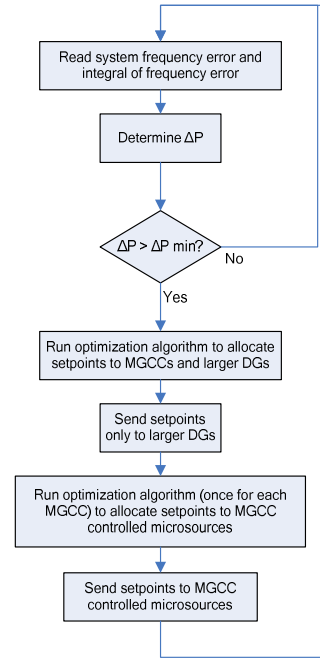 Read system frequency error and
integral of frequency error
Determine ΔP
ΔP > ΔP min?
No
Yes
Run optimization algorithm to allocate
setpoints to MGCCs and larger DGs
Send setpoints
only to larger DGs
Run optimization algorithm (once for each
MGCC) to allocate setpoints to MGCC
controlled microsources
Send setpoints to MGCC
controlled microsources